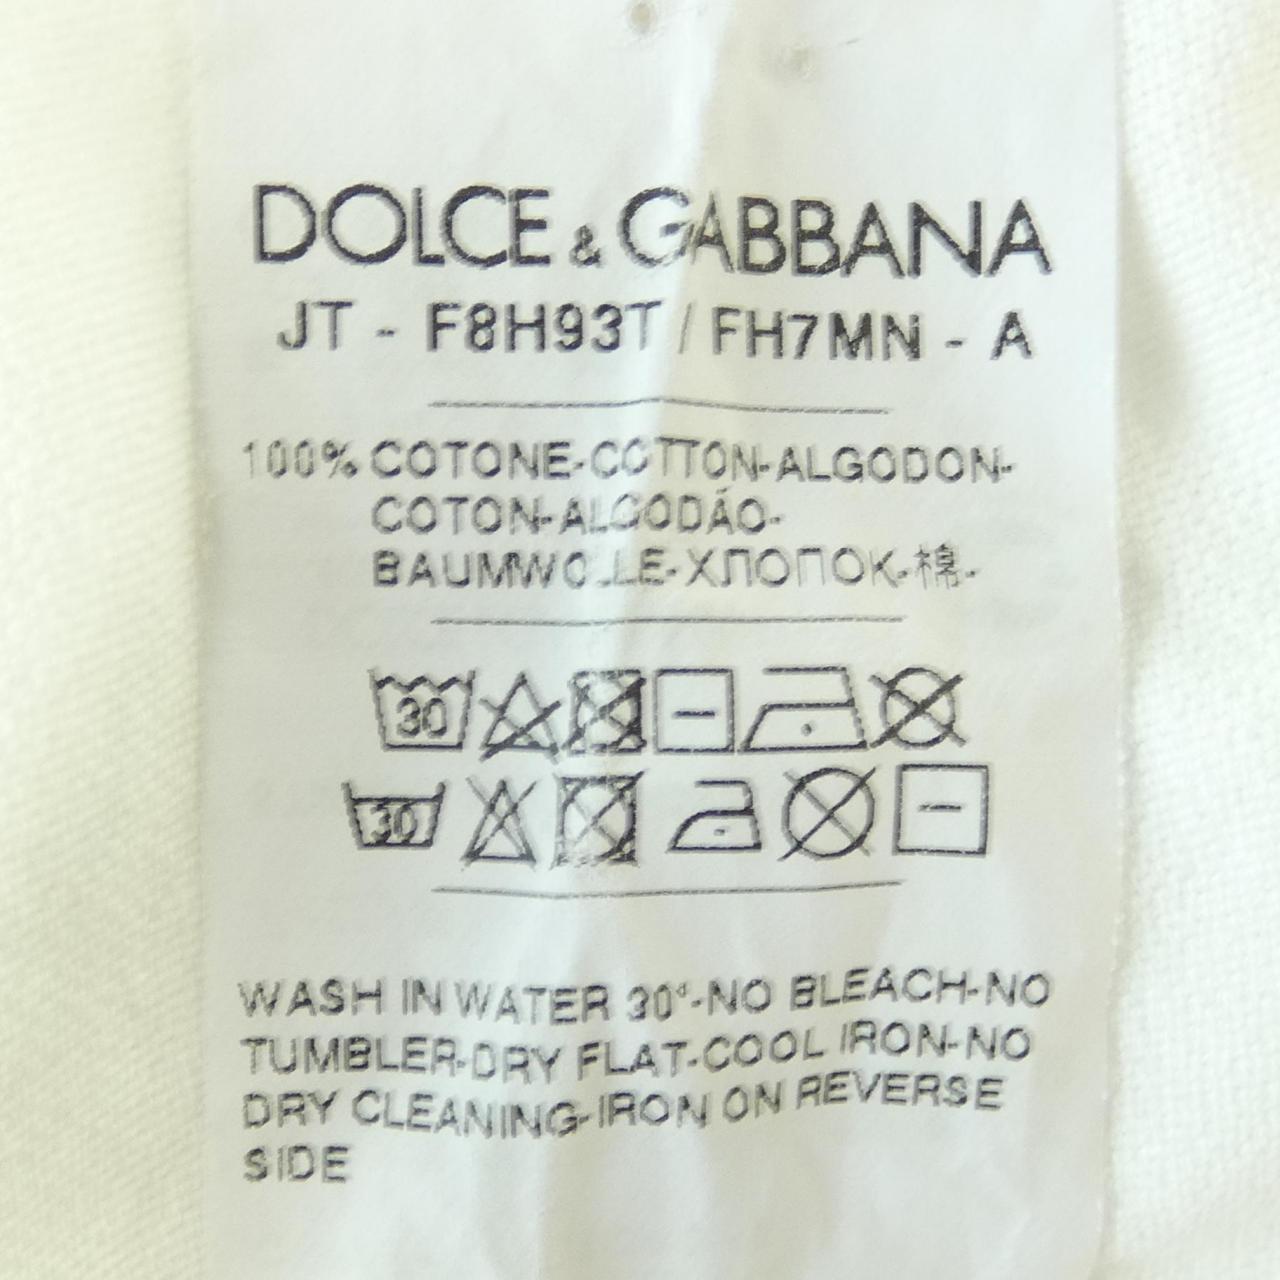 DOLCE & GABBANA
JT - F8H93T / FH7MN - A
100% COTONE-COTTON-ALGODON-
COTON-ALGODÃO-
BAUMWOLLE-ХЛОПОК-棉-
30
30
WASH IN WATER 30°-NO BLEACH-NO
TUMBLER-DRY FLAT-COOL IRON-NO
DRY CLEANING-IRON ON REVERSE
SIDE